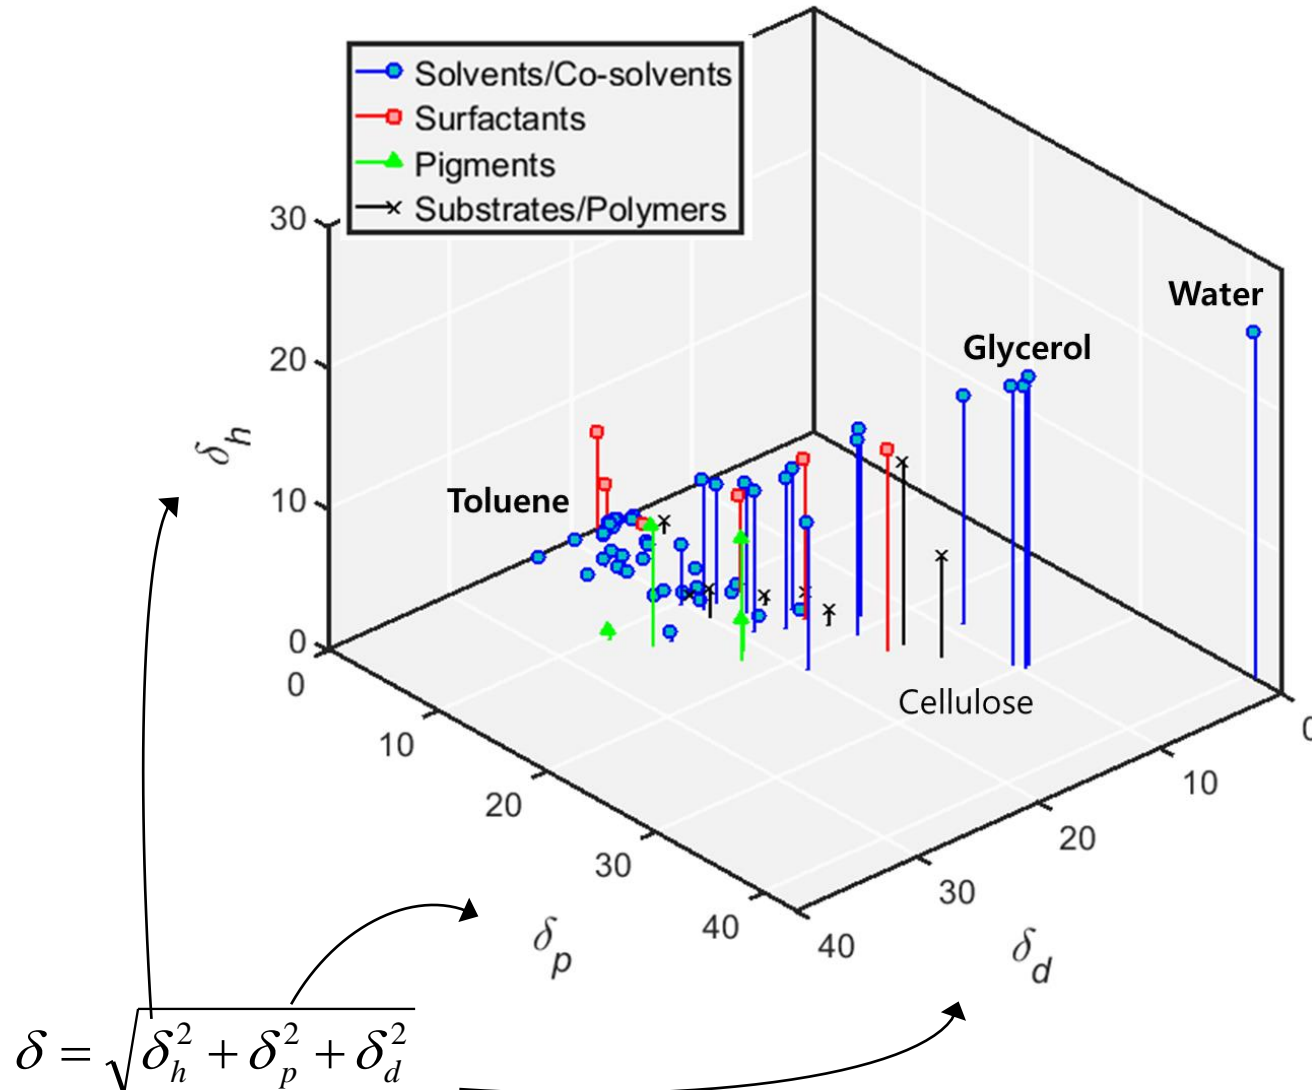 Solvents/Co-solvents
Surfactants
Pigments
Substrates/Polymers
30
20
10
0
δh
Water
Glycerol
Toluene
Cellulose
0
10
20
30
40
δp
40
30
20
10
0
δd
δ = √(δh² + δp² + δd²)